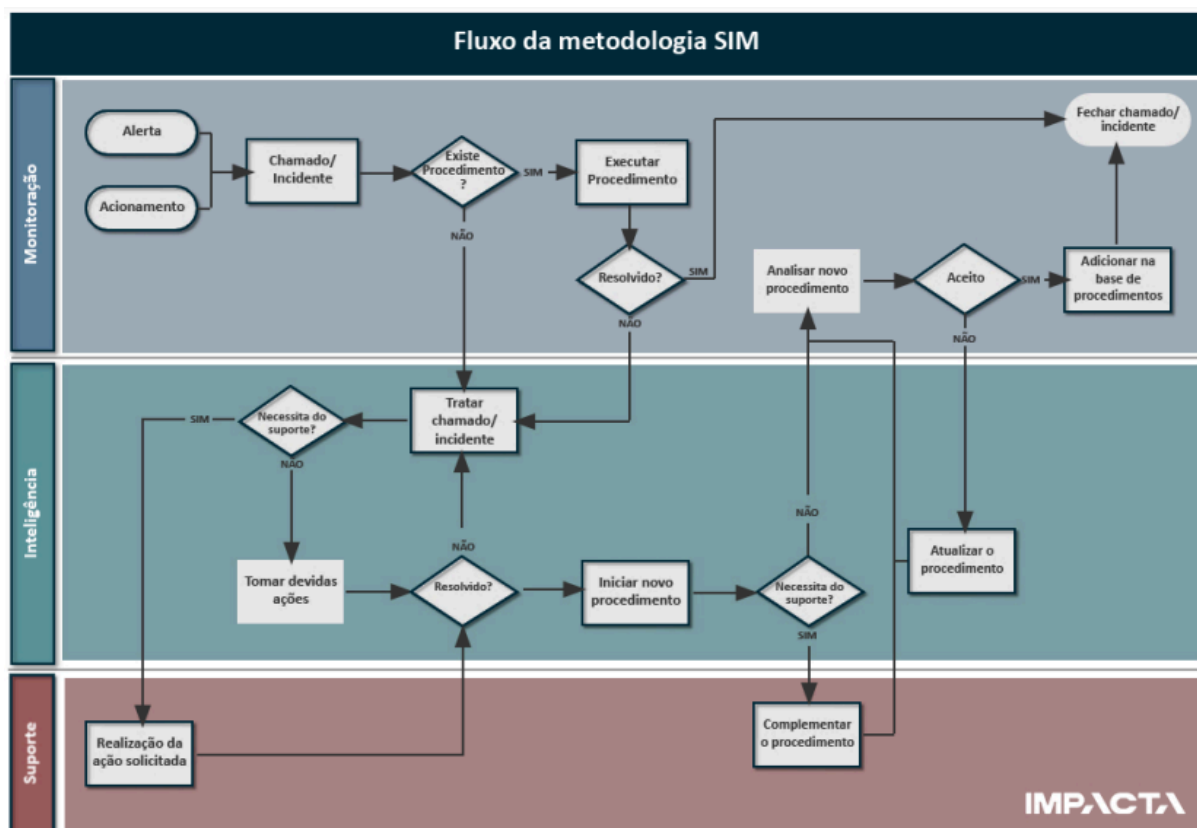 Fluxo da metodologia SIM
Monitoração
Alerta
Acionamento
Chamado/
Incidente
Existe
Procedimento
?
SIM
NÃO
Executar
Procedimento
Resolvido?
SIM
NÃO
Analisar novo
procedimento
Aceito
SIM
NÃO
Adicionar na
base de
procedimentos
Fechar chamado/
incidente
Inteligência
Necessita do
suporte?
SIM
NÃO
Tratar
chamado/
incidente
Tomar devidas
ações
NÃO
Resolvido?
Iniciar novo
procedimento
NÃO
Necessita do
suporte?
SIM
Atualizar o
procedimento
Suporte
Realização da
ação solicitada
Complementar
o procedimento
IMPACTA